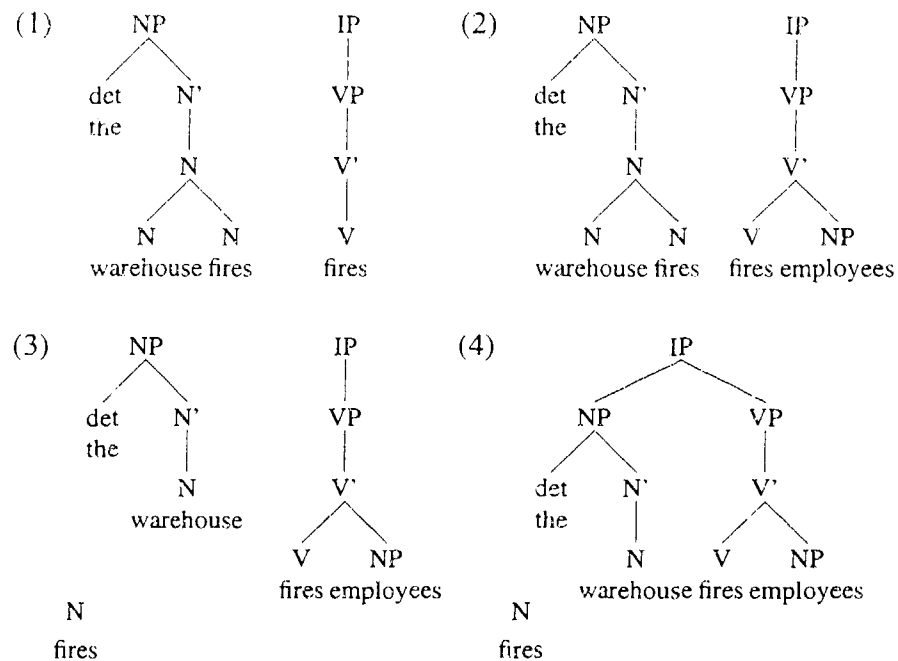 (1) NP IP (2) NP IP
det N' VP det N' VP
the the
N V' N V'
N N V N N V NP
warehouse fires fires warehouse fires fires employees
(3) NP IP (4) IP
det N' VP NP VP
the
N V' det N' V'
warehouse the
V NP N V NP
fires employees warehouse fires employees
N N
fires fires